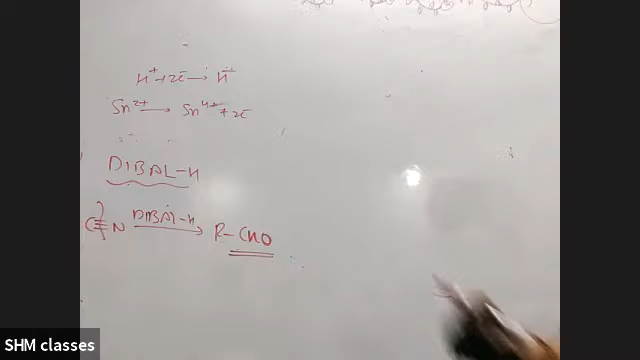 H⁺ + 2e⁻ → H⁻
Sn²⁺ → Sn⁴⁺ + 2e⁻
DIBAL-H
C≡N DIBAl-H → R-CHO
SHM classes